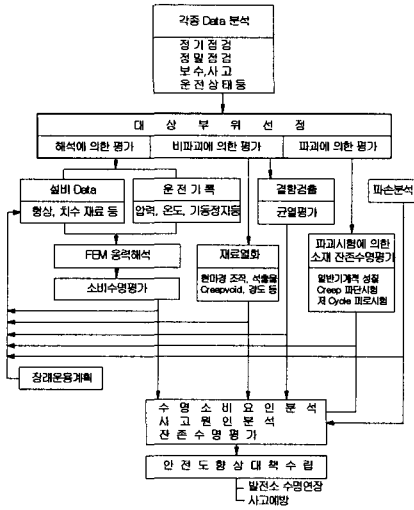 각종 Data 분석
정기점검
정밀점검
보수,사고
운전상태등
대 상 부 위 선 정
해석에 의한 평가
비파괴에 의한 평가
파괴에 의한 평가
설비 Data
형상, 치수 재료 등
운 전 기 록
압력, 온도, 기동정지등
결함검출
균열평가
파손분석
FEM 응력해석
소비수명평가
재료열화
현미경 조직, 석출물
Creepvoid, 경도 등
파괴시험에 의한
소재 잔존수명평가
일반기계적 성질
Creep 파단시험
저 Cycle 피로시험
장래운용계획
수 명 소 비 요 인 분 석
사 고 원 인 분 석
잔 존 수 명 평 가
안 전 도 향 상 대 책 수 립
발전소 수명연장
사고예방